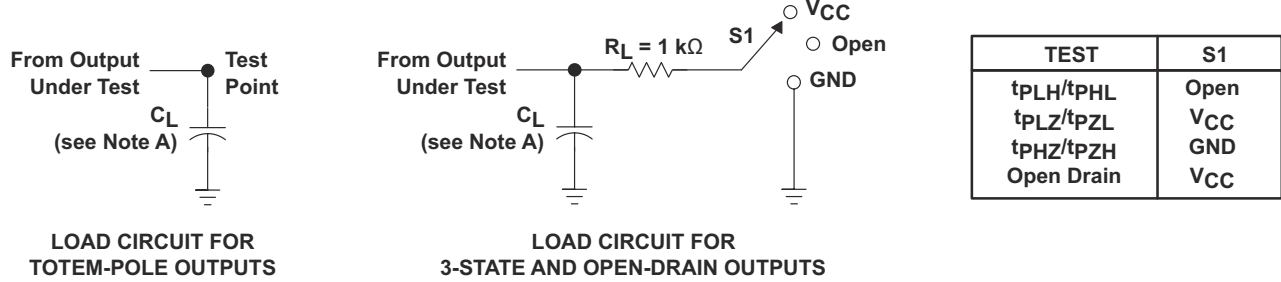 From Output
Under Test
Test
Point
CL
(see Note A)
LOAD CIRCUIT FOR
TOTEM-POLE OUTPUTS
From Output
Under Test
RL = 1 kΩ
S1
VCC
Open
GND
CL
(see Note A)
LOAD CIRCUIT FOR
3-STATE AND OPEN-DRAIN OUTPUTS
TEST S1
tPLH/tPHL Open
tPLZ/tPZL VCC
tPHZ/tPZH GND
Open Drain VCC